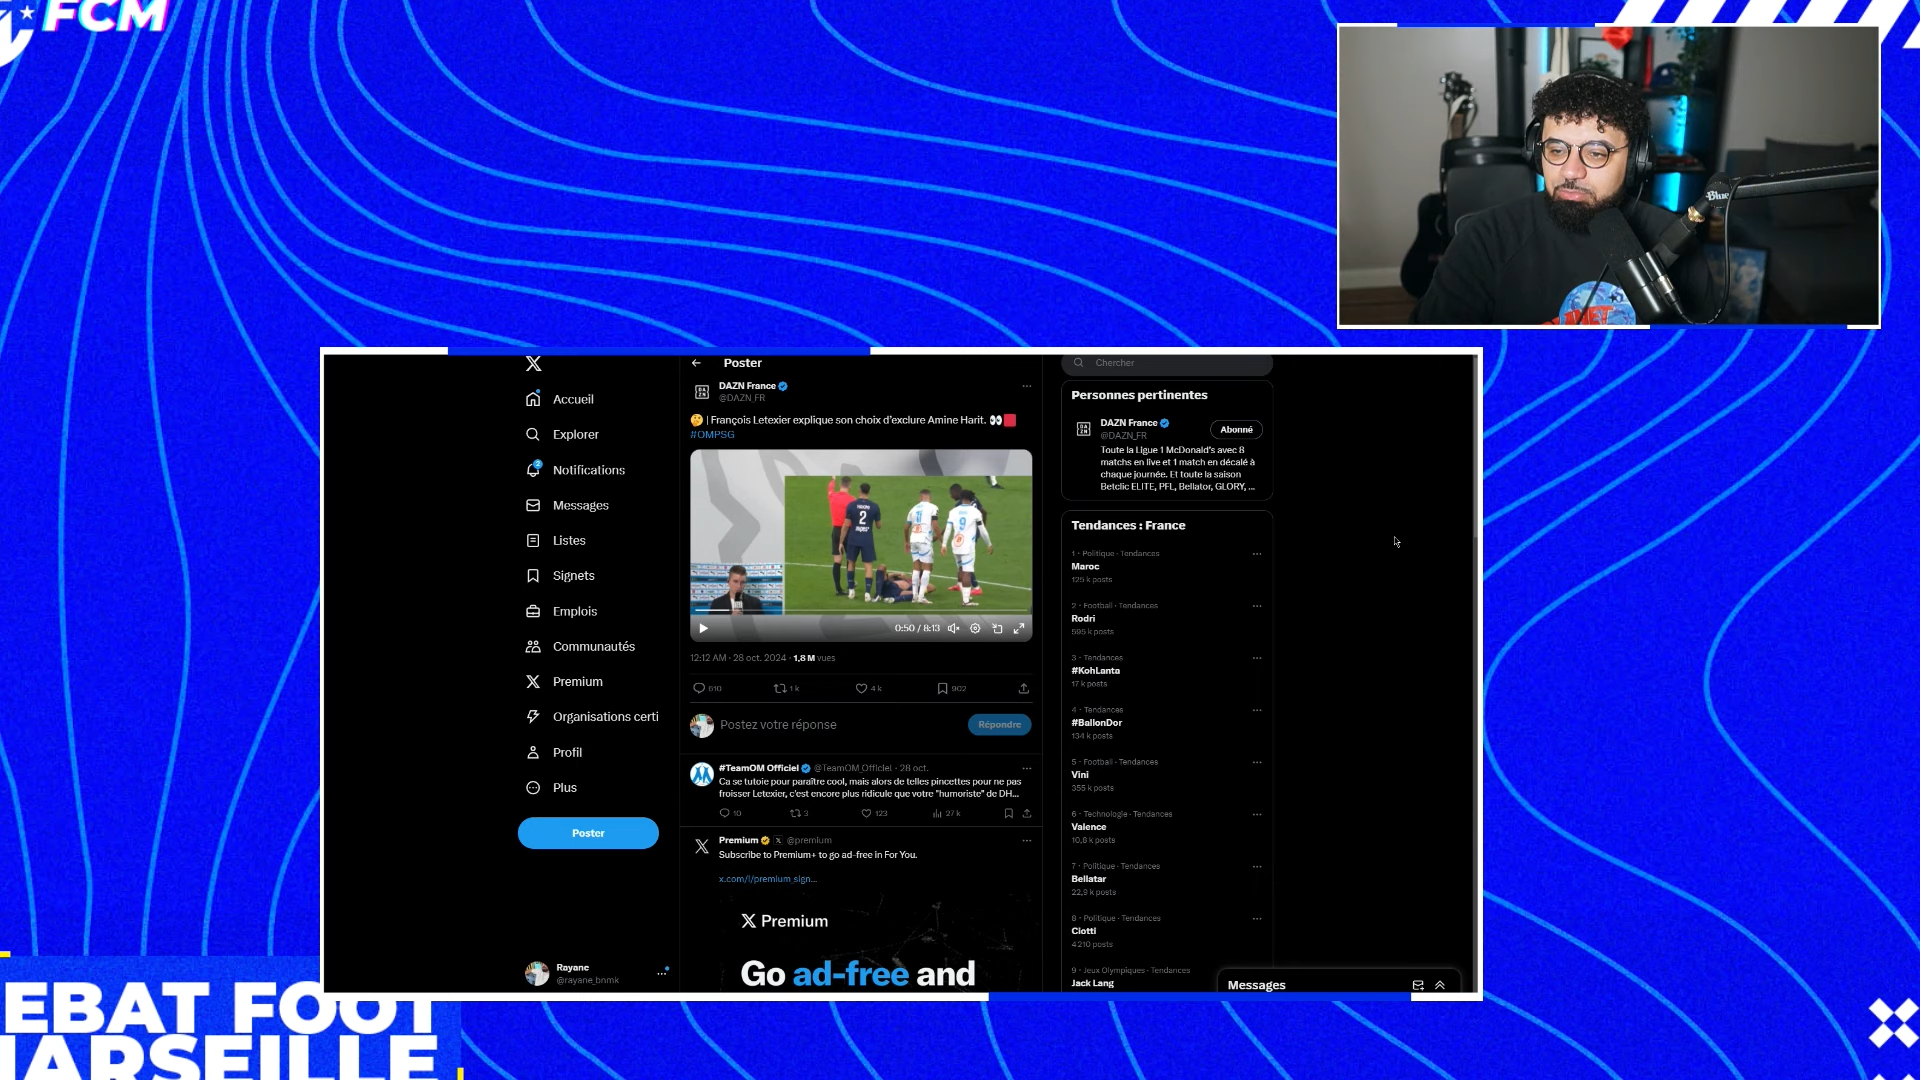 FCM
Blue
Poster
Chercher
DAZN France
@DAZN_FR
🤔 | François Letexier explique son choix d'exclure Amine Harit. 👀🟥
#OMPSG
2
11
9
0:50 / 8:13
12:12 AM · 28 oct. 2024 · 1,8 M vues
610
1 k
4 k
902
Postez votre réponse
Répondre
#TeamOM Officiel @TeamOM_Officiel · 28 oct.
Ca se tutoie pour paraître cool, mais alors de telles pincettes pour ne pas
froisser Letexier, c'est encore plus ridicule que votre "humoriste" de DH...
10
3
123
27 k
Premium @premium
Subscribe to Premium+ to go ad-free in For You.
x.com/i/premium_sign...
Premium
Go ad-free and
Accueil
Explorer
2
Notifications
Messages
Listes
Signets
Emplois
Communautés
Premium
Organisations certi
Profil
Plus
Poster
Rayane
@rayane_bnmk
Personnes pertinentes
DAZN France
@DAZN_FR
Abonné
Toute la Ligue 1 McDonald's avec 8
matchs en live et 1 match en décalé à
chaque journée. Et toute la saison
Betclic ELITE, PFL, Bellator, GLORY, ...
Tendances : France
1 · Politique · Tendances
Maroc
125 k posts
2 · Football · Tendances
Rodri
595 k posts
3 · Tendances
#KohLanta
17 k posts
4 · Tendances
#BallonDor
134 k posts
5 · Football · Tendances
Vini
355 k posts
6 · Technologie · Tendances
Valence
10,8 k posts
7 · Politique · Tendances
Bellatar
22,9 k posts
8 · Politique · Tendances
Ciotti
4 210 posts
9 · Jeux Olympiques · Tendances
Jack Lang
Messages
EBAT FOOT
MARSEILLE